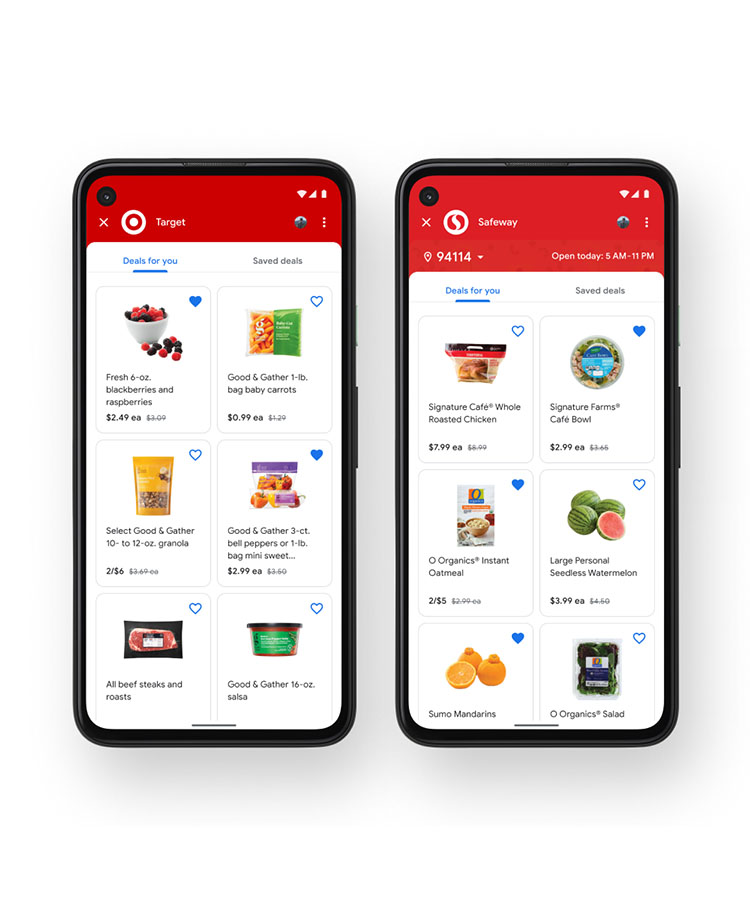 Target
Deals for you
Saved deals
Fresh 6-oz.
blackberries and
raspberries
$2.49 ea $3.09
Good & Gather 1-lb.
bag baby carrots
$0.99 ea $1.29
Select Good & Gather
10- to 12-oz. granola
2/$6 $3.69 ea
Good & Gather 3-ct.
bell peppers or 1-lb.
bag mini sweet...
$2.99 ea $3.50
All beef steaks and
roasts
Good & Gather 16-oz.
salsa
Safeway
94114
Open today: 5 AM–11 PM
Deals for you
Saved deals
Signature Café® Whole
Roasted Chicken
$7.99 ea $8.99
Signature Farms®
Café Bowl
$2.99 ea $3.65
O Organics® Instant
Oatmeal
2/$5 $2.99 ea
Large Personal
Seedless Watermelon
$3.99 ea $4.50
Sumo Mandarins
O Organics® Salad